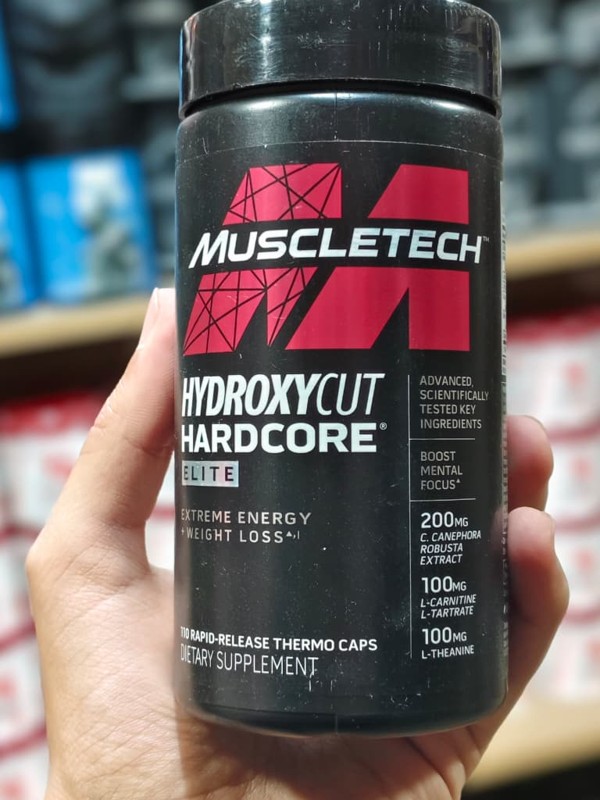 MUSCLETECH™
HYDROXYCUT
HARDCORE®
ELITE
EXTREME ENERGY
+WEIGHT LOSS
110 RAPID-RELEASE THERMO CAPS
DIETARY SUPPLEMENT
ADVANCED,
SCIENTIFICALLY
TESTED KEY
INGREDIENTS
BOOST
MENTAL
FOCUS▲
200MG
C. CANEPHORA
ROBUSTA
EXTRACT
100MG
L-CARNITINE
L-TARTRATE
100MG
L-THEANINE